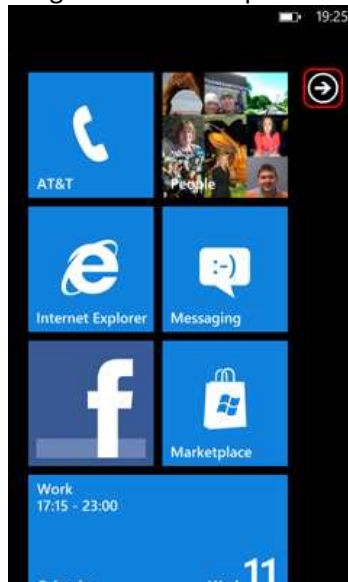 19:25
AT&T
People
Internet Explorer
Messaging
Marketplace
Work
17:15 - 23:00
11